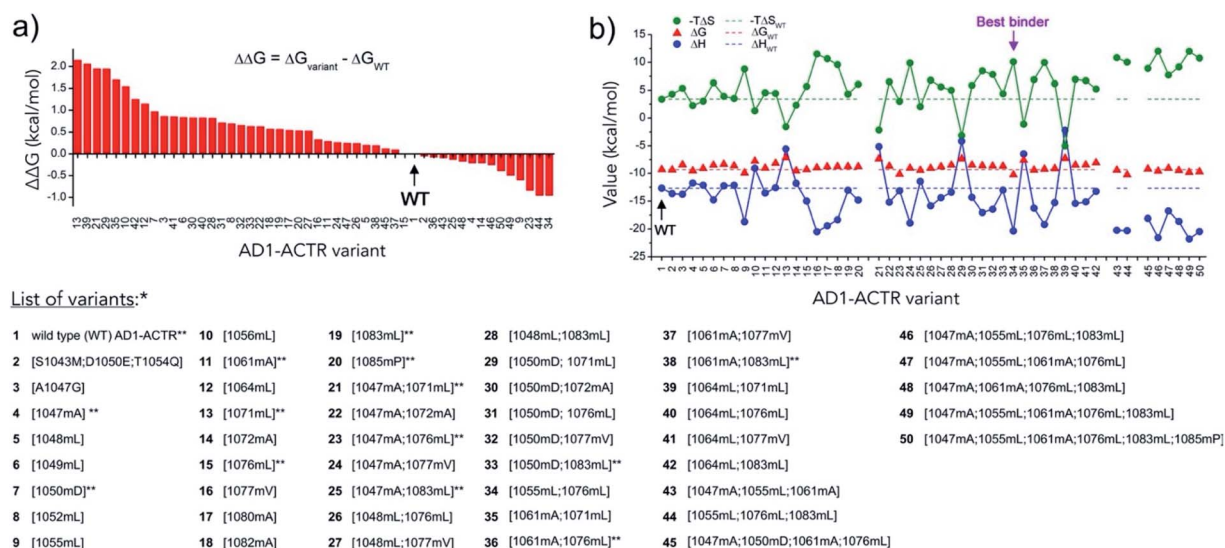 a)
ΔΔG = ΔG_variant - ΔG_WT
ΔΔG (kcal/mol)
2.0
1.5
1.0
0.5
0.0
-0.5
-1.0
WT
13 39 21 29 35 10 42 12 7 3 41 6 30 40 31 8 32 33 22 18 19 17 20 16 11 24 47 26 36 38 45 37 15 1 43 25 48 4 14 46 50 9 23 44 34
AD1-ACTR variant
b)
Best binder
-TΔS -TΔS_WT
ΔG ΔG_WT
ΔH ΔH_WT
Value (kcal/mol)
15
10
5
0
-5
-10
-15
-20
-25
WT
1 2 3 4 5 6 7 8 9 10 11 12 13 14 15 16 17 18 19 20 21 22 23 24 25 26 27 28 29 30 31 32 33 34 35 36 37 38 39 40 41 42 43 44 45 46 47 48 49 50
AD1-ACTR variant
List of variants:*
1 wild type (WT) AD1-ACTR**
2 [S1043M;D1050E;T1054Q]
3 [A1047G]
4 [1047mA] **
5 [1048mL]
6 [1049mL]
7 [1050mD]**
8 [1052mL]
9 [1055mL]
10 [1056mL]
11 [1061mA]**
12 [1064mL]
13 [1071mL]**
14 [1072mA]
15 [1076mL]**
16 [1077mV]
17 [1080mA]
18 [1082mA]
19 [1083mL]**
20 [1085mP]**
21 [1047mA;1071mL]**
22 [1047mA;1072mA]
23 [1047mA;1076mL]**
24 [1047mA;1077mV]
25 [1047mA;1083mL]**
26 [1048mL;1076mL]
27 [1048mL;1077mV]
28 [1048mL;1083mL]
29 [1050mD; 1071mL]
30 [1050mD;1072mA]
31 [1050mD; 1076mL]
32 [1050mD;1077mV]
33 [1050mD;1083mL]**
34 [1055mL;1076mL]
35 [1061mA;1071mL]
36 [1061mA;1076mL]**
37 [1061mA;1077mV]
38 [1061mA;1083mL]**
39 [1064mL;1071mL]
40 [1064mL;1076mL]
41 [1064mL;1077mV]
42 [1064mL;1083mL]
43 [1047mA;1055mL;1061mA]
44 [1055mL;1076mL;1083mL]
45 [1047mA;1050mD;1061mA;1076mL]
46 [1047mA;1055mL;1076mL;1083mL]
47 [1047mA;1055mL;1061mA;1076mL]
48 [1047mA;1061mA;1076mL;1083mL]
49 [1047mA;1055mL;1061mA;1076mL;1083mL]
50 [1047mA;1055mL;1061mA;1076mL;1083mL;1085mP]